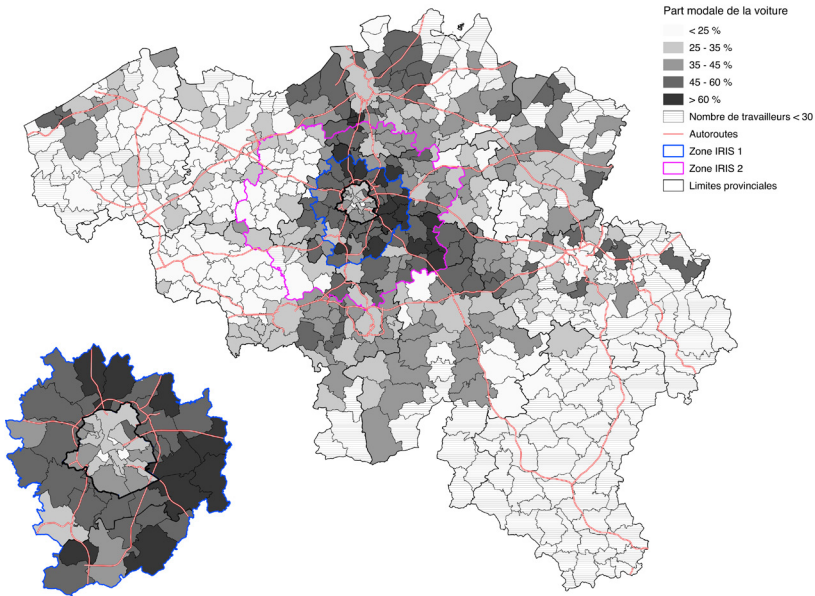 Part modale de la voiture
< 25 %
25 - 35 %
35 - 45 %
45 - 60 %
> 60 %
Nombre de travailleurs < 30
Autoroutes
Zone IRIS 1
Zone IRIS 2
Limites provinciales